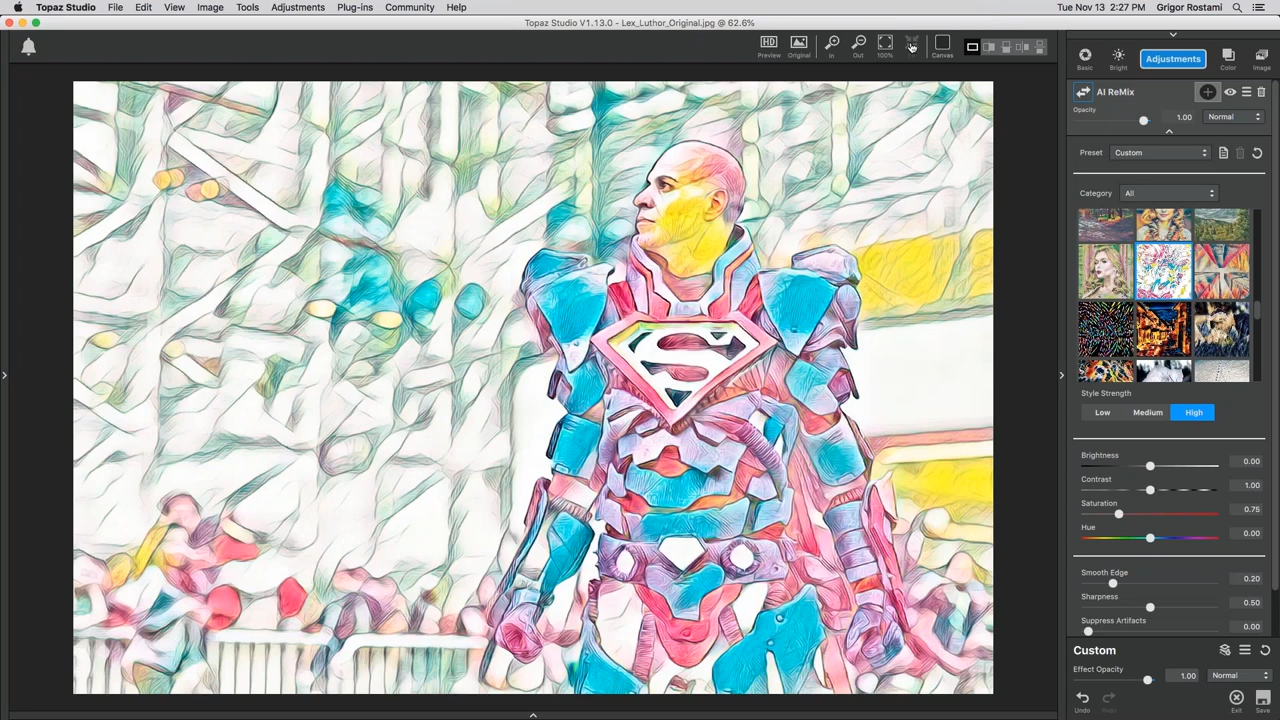 Topaz Studio File Edit View Image Tools Adjustments Plug-ins Community Help Tue Nov 13 2:27 PM Grigor Rostami
Topaz Studio V1.13.0 - Lex_Luthor_Original.jpg @ 62.6%
Preview Original In Out 100% Canvas
Basic Bright Adjustments Color Image
AI ReMix
Opacity 1.00 Normal
Preset Custom
Category All
Style Strength
Low Medium High
Brightness 0.00
Contrast 1.00
Saturation 0.75
Hue 0.00
Smooth Edge 0.20
Sharpness 0.50
Suppress Artifacts 0.00
Custom
Effect Opacity 1.00 Normal
Undo Redo Exit Save
HD
S